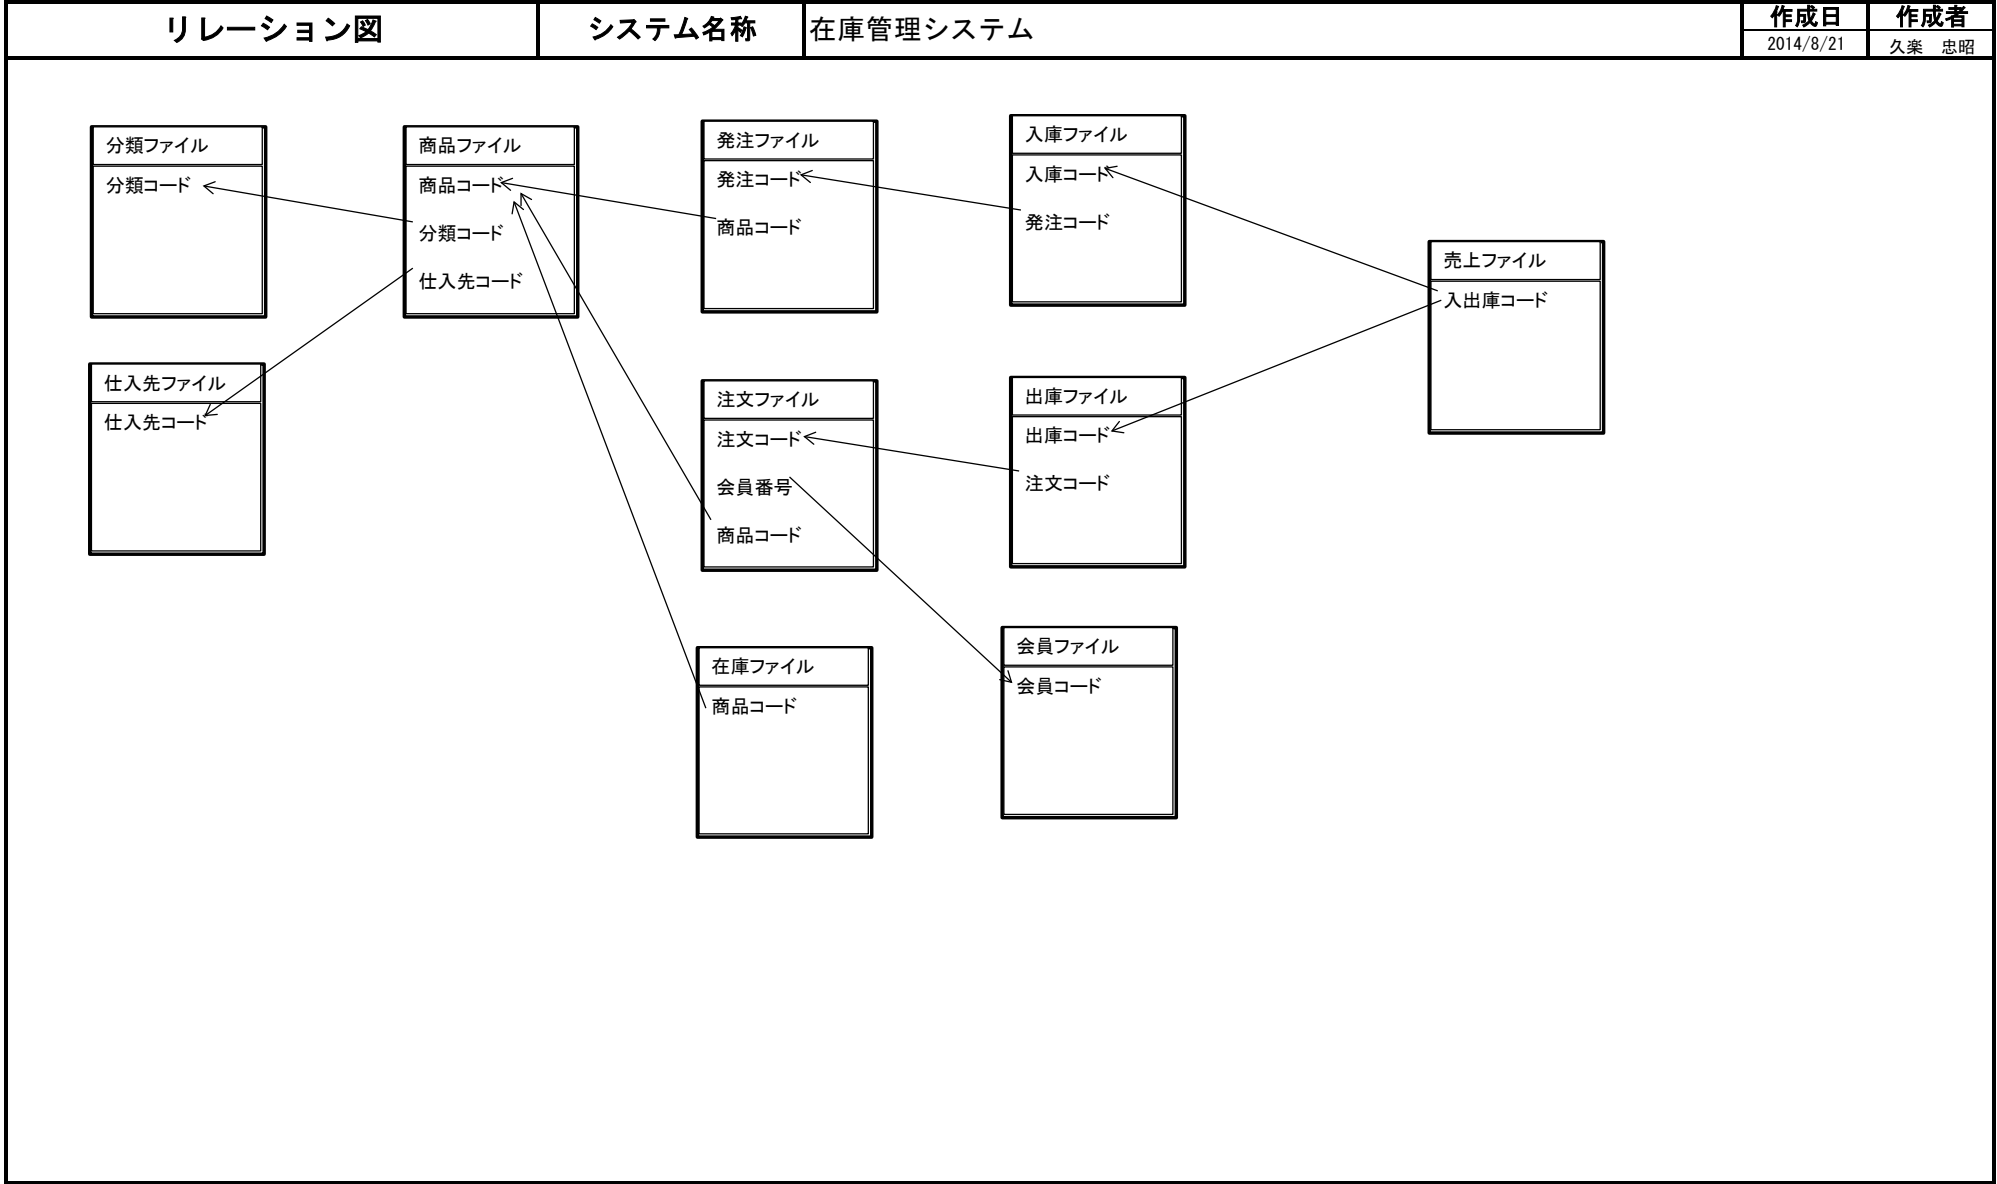 リレーション図
システム名称
在庫管理システム
作成日
作成者
2014/8/21
久楽　忠昭
分類ファイル
分類コード
商品ファイル
商品コード
分類コード
仕入先コード
発注ファイル
発注コード
商品コード
入庫ファイル
入庫コード
発注コード
売上ファイル
入出庫コード
仕入先ファイル
仕入先コード
注文ファイル
注文コード
会員番号
商品コード
出庫ファイル
出庫コード
注文コード
在庫ファイル
商品コード
会員ファイル
会員コード